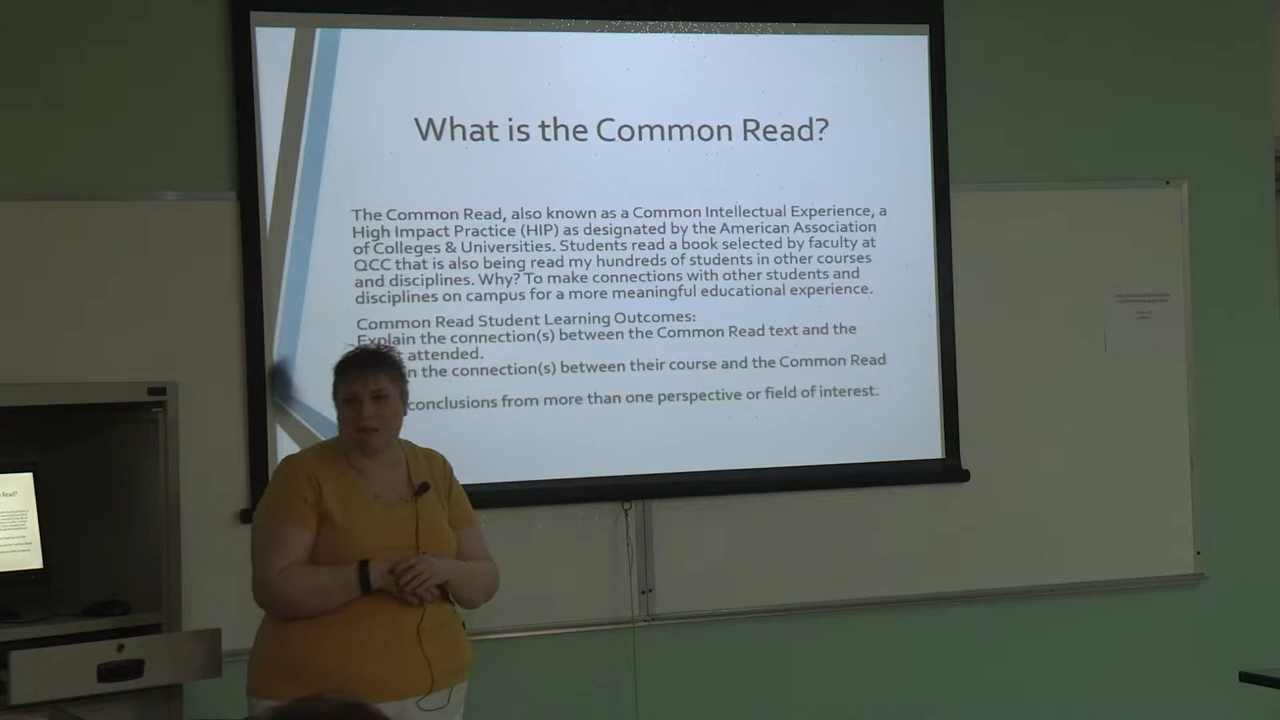 What is the Common Read?
The Common Read, also known as a Common Intellectual Experience, a
High Impact Practice (HIP) as designated by the American Association
of Colleges & Universities. Students read a book selected by faculty at
QCC that is also being read my hundreds of students in other courses
and disciplines. Why? To make connections with other students and
disciplines on campus for a more meaningful educational experience.
Common Read Student Learning Outcomes:
Explain the connection(s) between the Common Read text and the
attended.
the connection(s) between their course and the Common Read
conclusions from more than one perspective or field of interest.
Read?